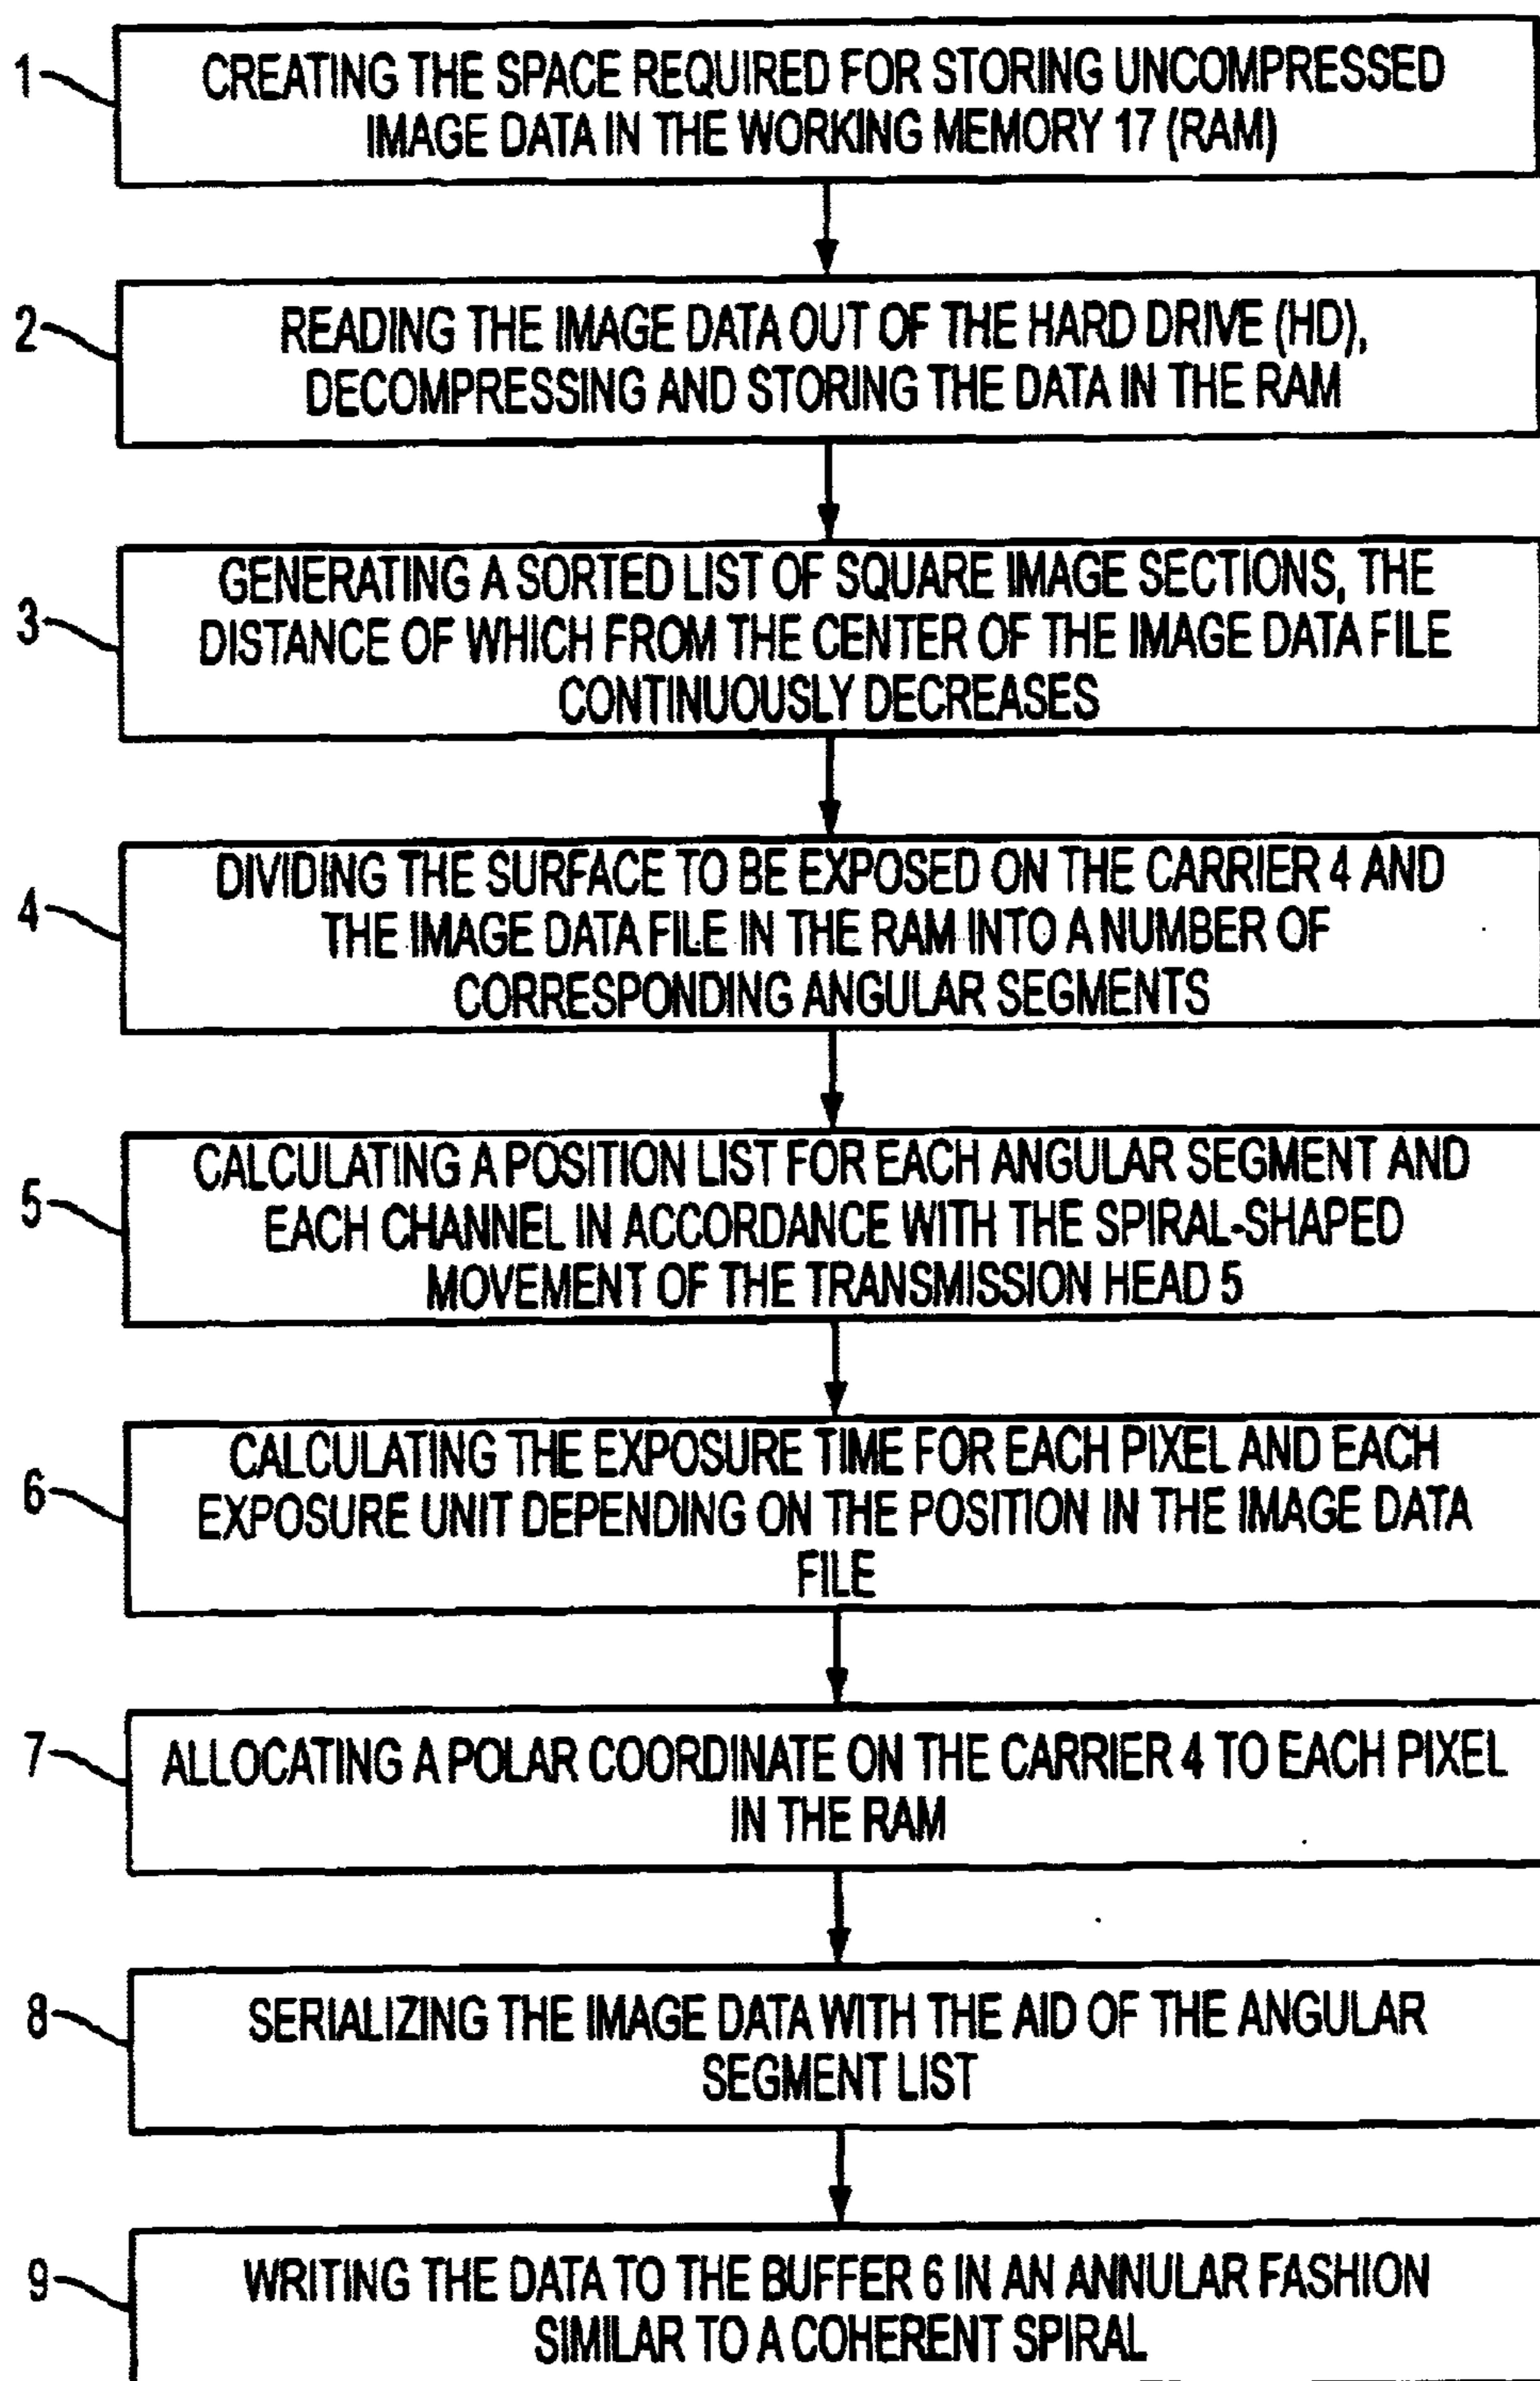 1
CREATING THE SPACE REQUIRED FOR STORING UNCOMPRESSED
IMAGE DATA IN THE WORKING MEMORY 17 (RAM)
2
READING THE IMAGE DATA OUT OF THE HARD DRIVE (HD),
DECOMPRESSING AND STORING THE DATA IN THE RAM
3
GENERATING A SORTED LIST OF SQUARE IMAGE SECTIONS, THE
DISTANCE OF WHICH FROM THE CENTER OF THE IMAGE DATA FILE
CONTINUOUSLY DECREASES
4
DIVIDING THE SURFACE TO BE EXPOSED ON THE CARRIER 4 AND
THE IMAGE DATA FILE IN THE RAM INTO A NUMBER OF
CORRESPONDING ANGULAR SEGMENTS
5
CALCULATING A POSITION LIST FOR EACH ANGULAR SEGMENT AND
EACH CHANNEL IN ACCORDANCE WITH THE SPIRAL-SHAPED
MOVEMENT OF THE TRANSMISSION HEAD 5
6
CALCULATING THE EXPOSURE TIME FOR EACH PIXEL AND EACH
EXPOSURE UNIT DEPENDING ON THE POSITION IN THE IMAGE DATA
FILE
7
ALLOCATING A POLAR COORDINATE ON THE CARRIER 4 TO EACH PIXEL
IN THE RAM
8
SERIALIZING THE IMAGE DATA WITH THE AID OF THE ANGULAR
SEGMENT LIST
9
WRITING THE DATA TO THE BUFFER 6 IN AN ANNULAR FASHION
SIMILAR TO A COHERENT SPIRAL